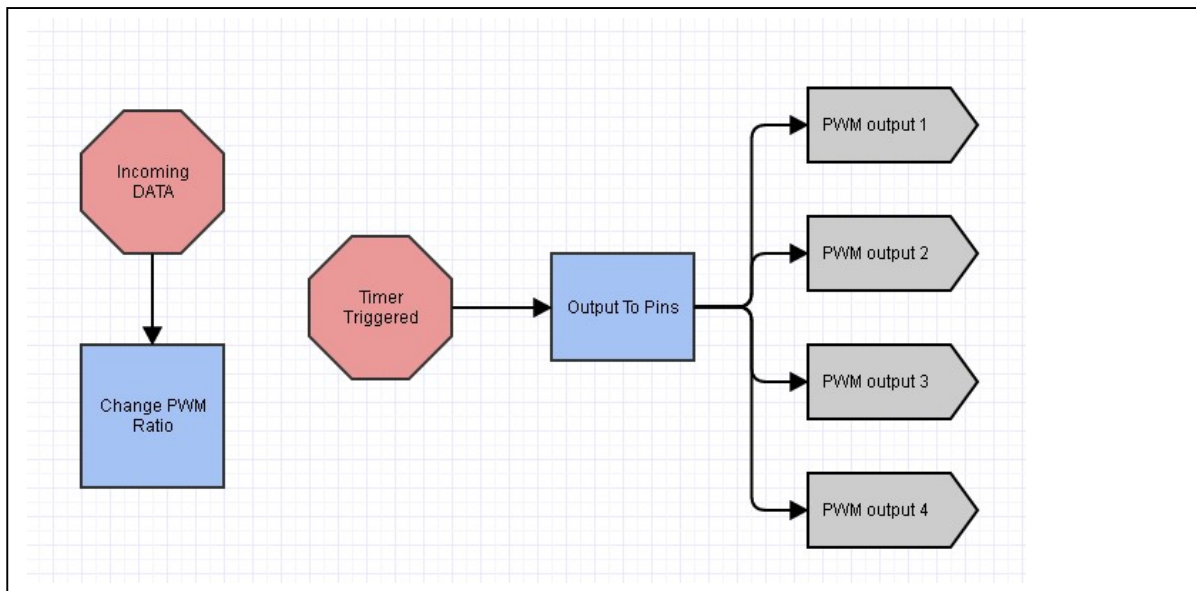 Incoming
DATA
Change PWM
Ratio
Timer
Triggered
Output To Pins
PWM output 1
PWM output 2
PWM output 3
PWM output 4